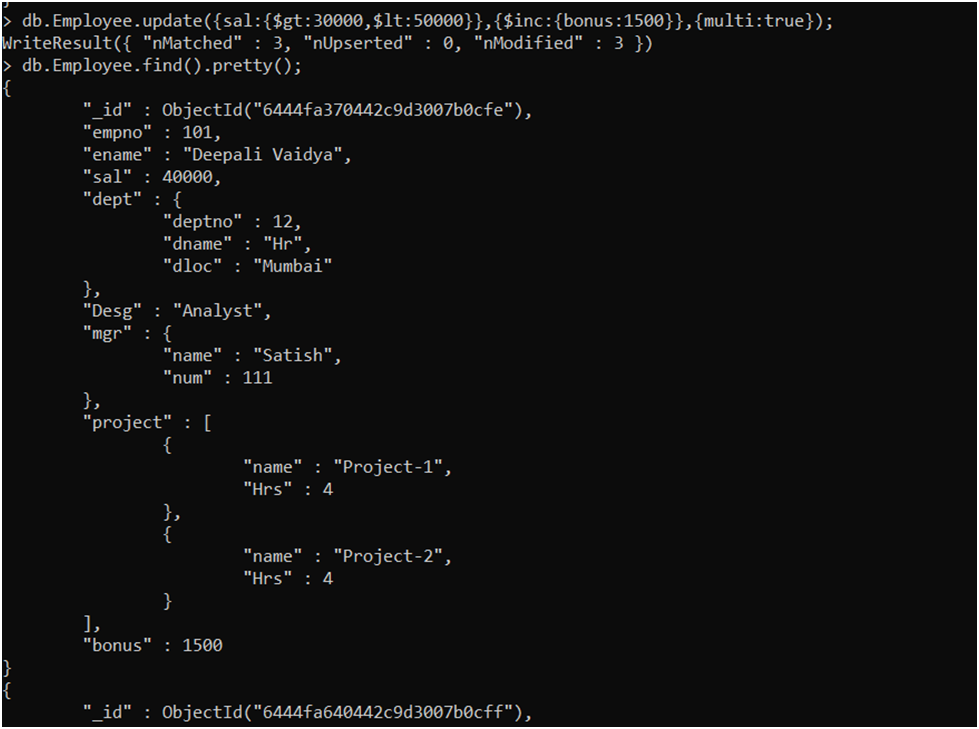 > db.Employee.update({sal:{$gt:30000,$lt:50000}},{$inc:{bonus:1500}},{multi:true});
WriteResult({ "nMatched" : 3, "nUpserted" : 0, "nModified" : 3 })
> db.Employee.find().pretty();
{
        "_id" : ObjectId("6444fa370442c9d3007b0cfe"),
        "empno" : 101,
        "ename" : "Deepali Vaidya",
        "sal" : 40000,
        "dept" : {
                "deptno" : 12,
                "dname" : "Hr",
                "dloc" : "Mumbai"
        },
        "Desg" : "Analyst",
        "mgr" : {
                "name" : "Satish",
                "num" : 111
        },
        "project" : [
                {
                        "name" : "Project-1",
                        "Hrs" : 4
                },
                {
                        "name" : "Project-2",
                        "Hrs" : 4
                }
        ],
        "bonus" : 1500
}
{
        "_id" : ObjectId("6444fa640442c9d3007b0cff"),